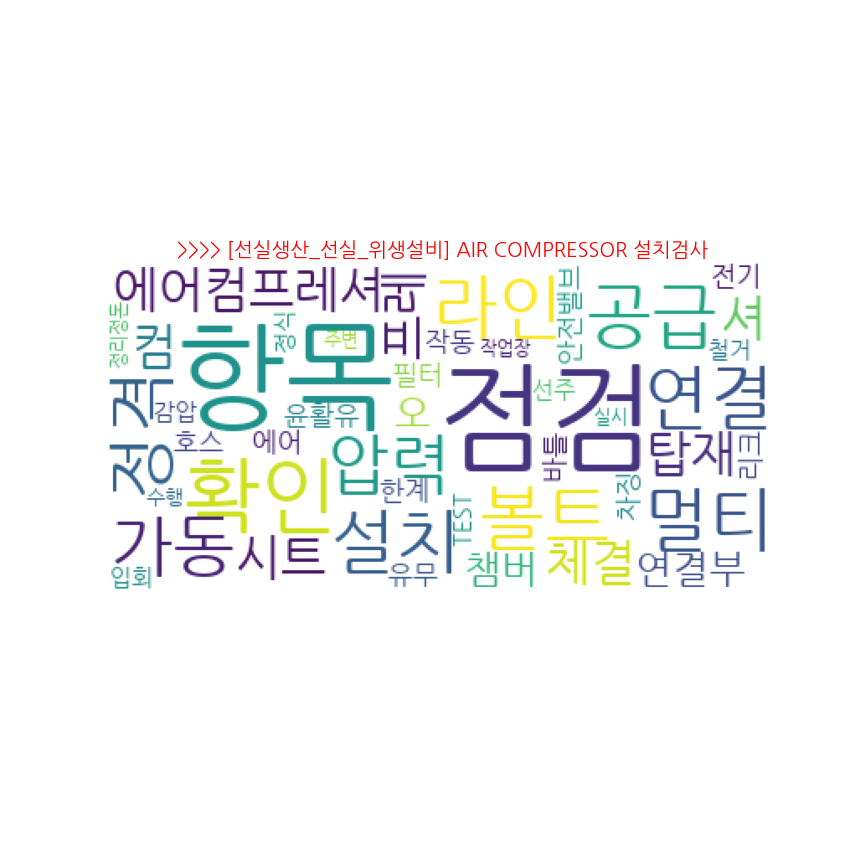 >>>> [선실생산_선실_위생설비] AIR COMPRESSOR 설치검사
에어컴프레셔
레
라인
안전밸브
공급
전기
셔
정리정돈
컴
정식
주변
비
작동
작업장
철거
항목
격
감압
윤활유
필터
오
점검
선주
실시
연결
정
호스
에어
압력
바틀
탑재
리크
수행
확인
한계
TEST
볼트
차징
멀티
가동
시트
설치
입회
유무
챔버
체결
연결부